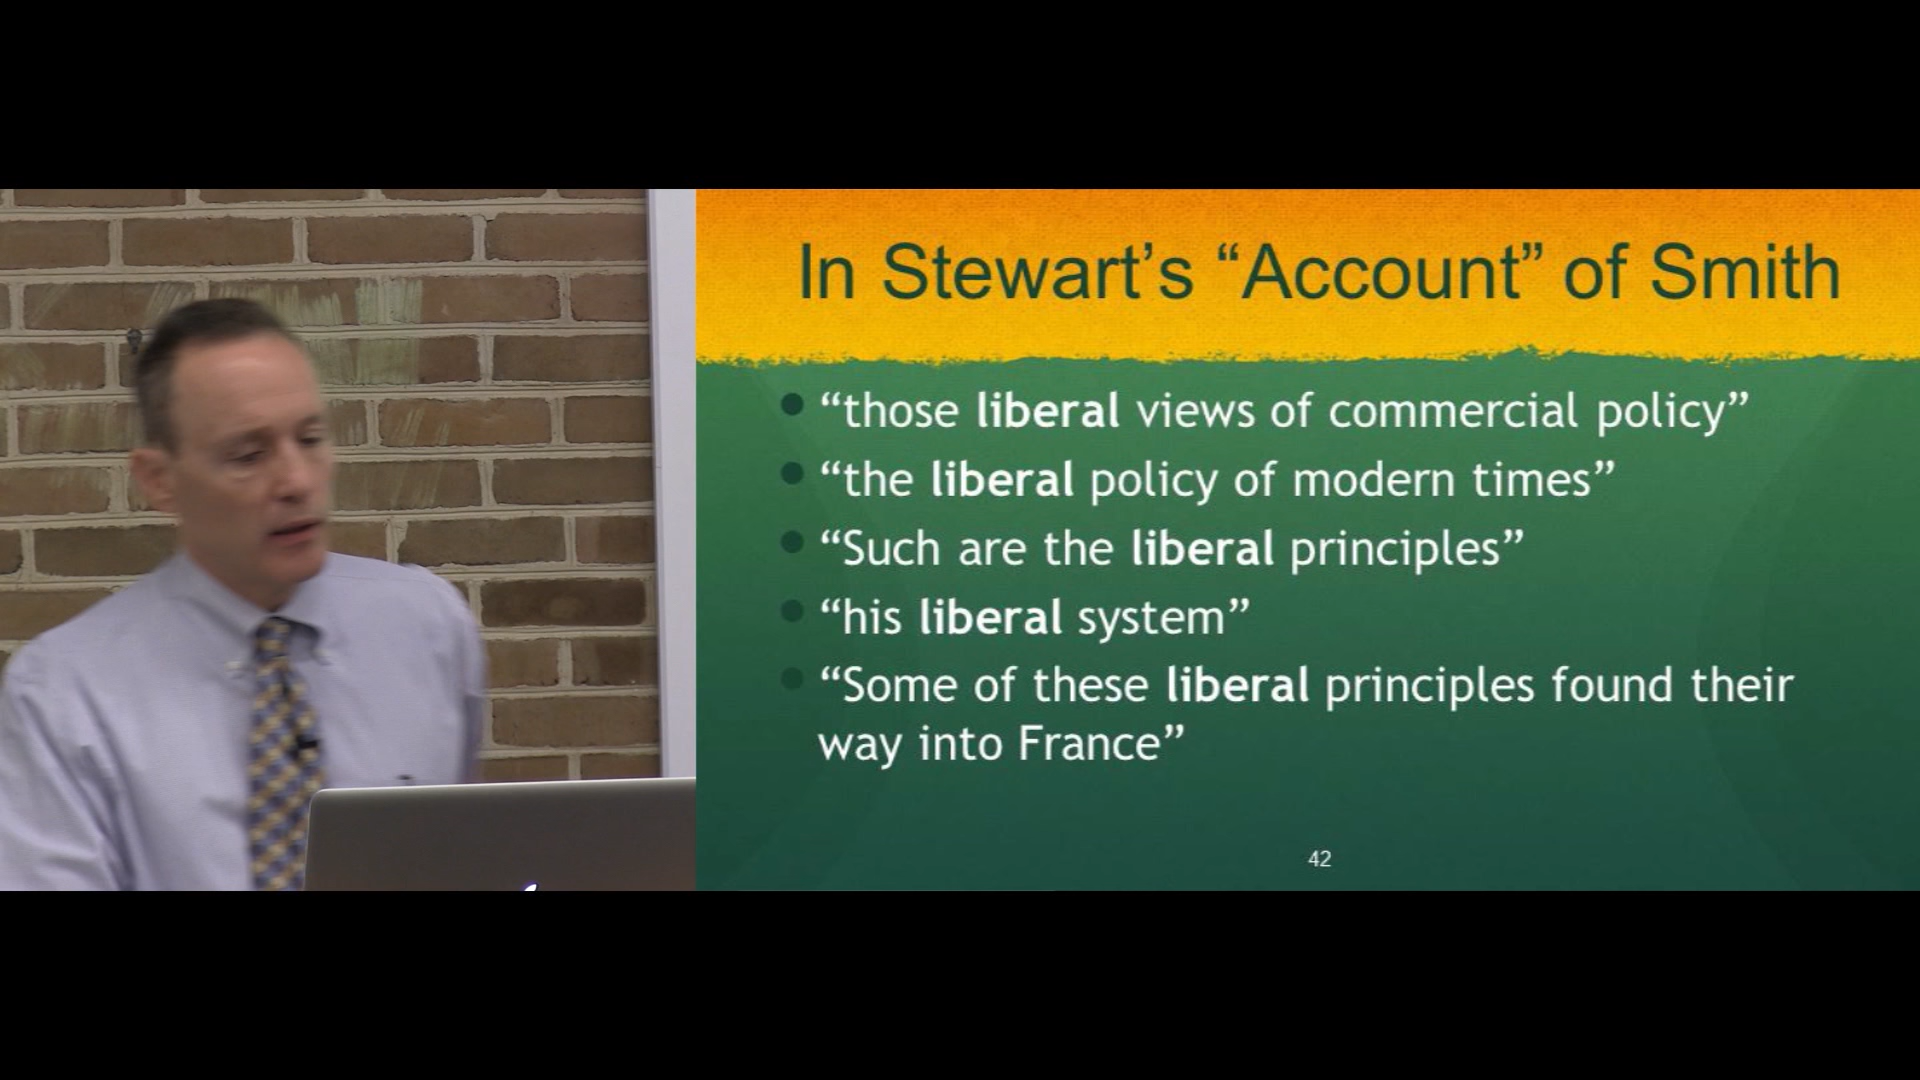 In Stewart’s “Account” of Smith
“those liberal views of commercial policy”
“the liberal policy of modern times”
“Such are the liberal principles”
“his liberal system”
“Some of these liberal principles found their
way into France”
42